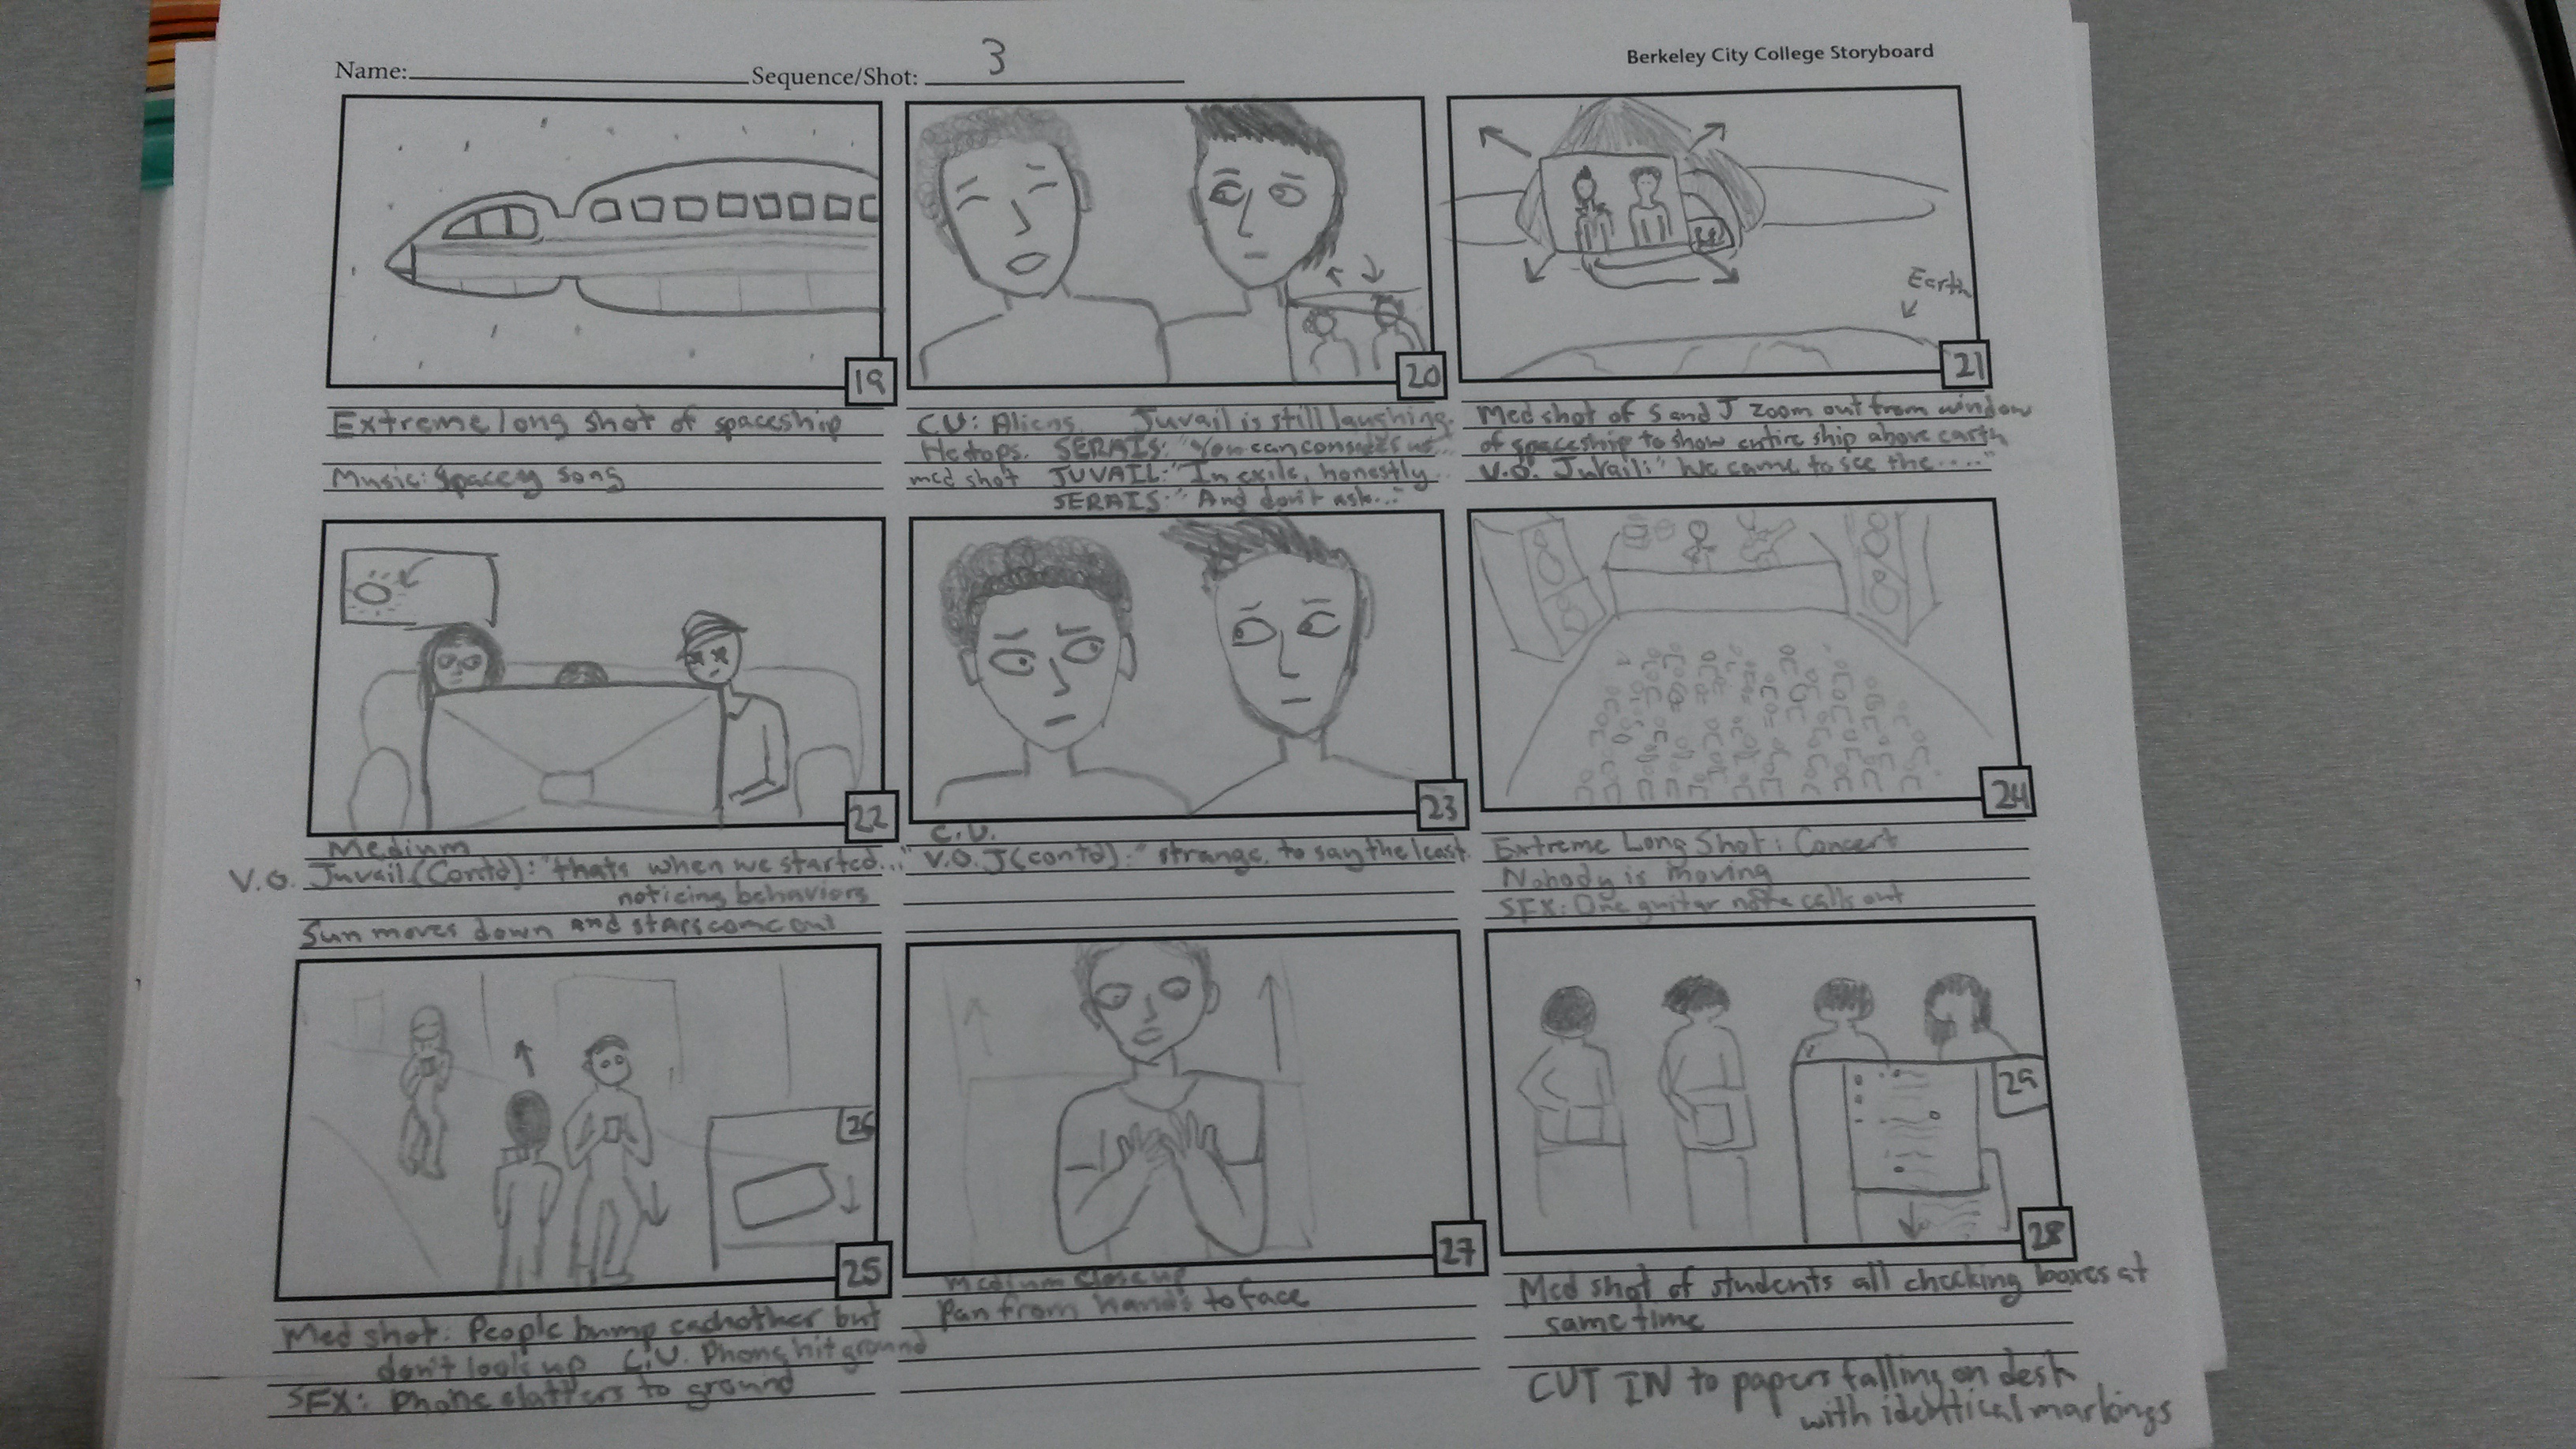 Name: Sequence/Shot: 3
Berkeley City College Storyboard
19
20
Earth
21
Extreme long shot of spaceship
Music: Spacey song
C.U: Aliens. Juvail is still laughing.
He stops. SERAIS: "You can consider us...
med shot JUVAIL: "In exile, honestly
SERAIS: "And don't ask..."
Med shot of S and J zoom out from window
of spaceship to show entire ship above earth
V.O. Juvail: "We came to see the....."
22
23
24
Medium
V.O. Juvail (Contd): "thats when we started..."
noticing behaviors
Sun moves down and stars come out
C.U.
V.O. J (contd): "strange, to say the least.
Extreme Long Shot: Concert
Nobody is moving
SFX: One guitar note calls out
26
25
27
29
28
Med shot: People bump eachother but
don't look up C.U. Phone hit ground
SFX: Phone clatters to ground
Medium Close up
Pan from hands to face
Med shot of students all checking boxes at
same time
CUT IN to papers falling on desk
with identical markings